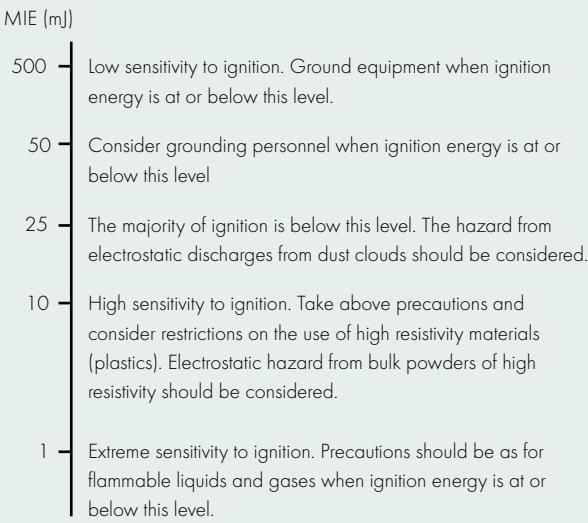 MIE (mJ)
500 Low sensitivity to ignition. Ground equipment when ignition
energy is at or below this level.
50 Consider grounding personnel when ignition energy is at or
below this level
25 The majority of ignition is below this level. The hazard from
electrostatic discharges from dust clouds should be considered.
10 High sensitivity to ignition. Take above precautions and
consider restrictions on the use of high resistivity materials
(plastics). Electrostatic hazard from bulk powders of high
resistivity should be considered.
1 Extreme sensitivity to ignition. Precautions should be as for
flammable liquids and gases when ignition energy is at or
below this level.